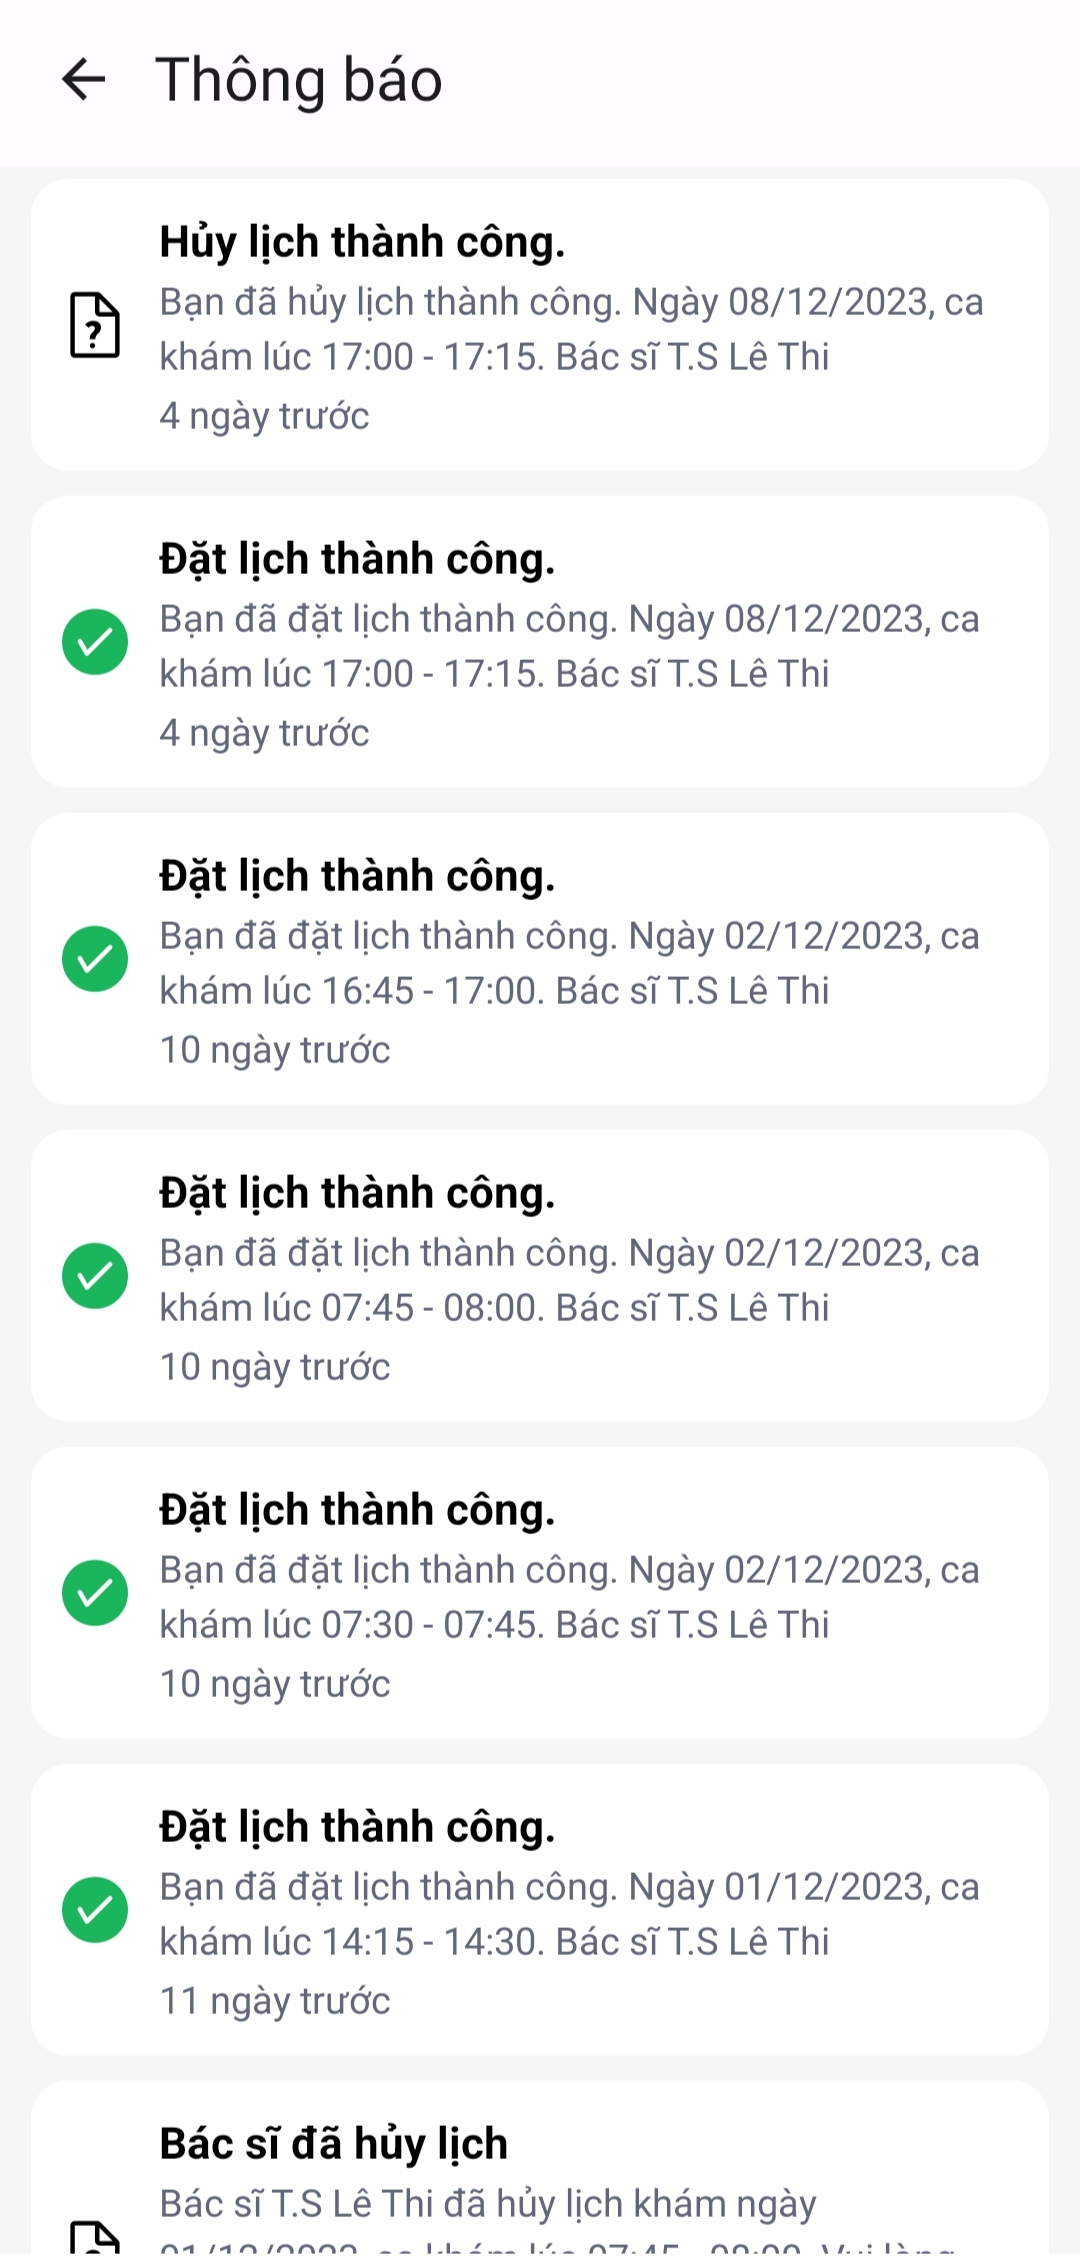 Thông báo
Hủy lịch thành công.
Bạn đã hủy lịch thành công. Ngày 08/12/2023, ca
khám lúc 17:00 - 17:15. Bác sĩ T.S Lê Thi
4 ngày trước
Đặt lịch thành công.
Bạn đã đặt lịch thành công. Ngày 08/12/2023, ca
khám lúc 17:00 - 17:15. Bác sĩ T.S Lê Thi
4 ngày trước
Đặt lịch thành công.
Bạn đã đặt lịch thành công. Ngày 02/12/2023, ca
khám lúc 16:45 - 17:00. Bác sĩ T.S Lê Thi
10 ngày trước
Đặt lịch thành công.
Bạn đã đặt lịch thành công. Ngày 02/12/2023, ca
khám lúc 07:45 - 08:00. Bác sĩ T.S Lê Thi
10 ngày trước
Đặt lịch thành công.
Bạn đã đặt lịch thành công. Ngày 02/12/2023, ca
khám lúc 07:30 - 07:45. Bác sĩ T.S Lê Thi
10 ngày trước
Đặt lịch thành công.
Bạn đã đặt lịch thành công. Ngày 01/12/2023, ca
khám lúc 14:15 - 14:30. Bác sĩ T.S Lê Thi
11 ngày trước
Bác sĩ đã hủy lịch
Bác sĩ T.S Lê Thi đã hủy lịch khám ngày